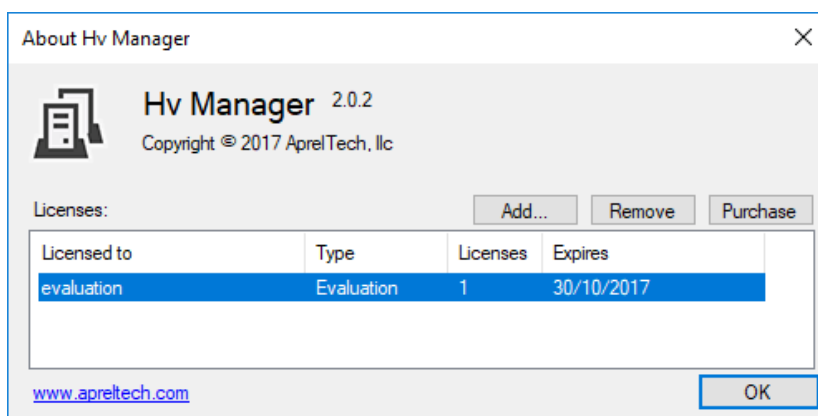 About Hv Manager
Hv Manager 2.0.2
Copyright © 2017 AprelTech, llc
Licenses: Add... Remove Purchase
Licensed to Type Licenses Expires
evaluation Evaluation 1 30/10/2017
www.apreltech.com OK